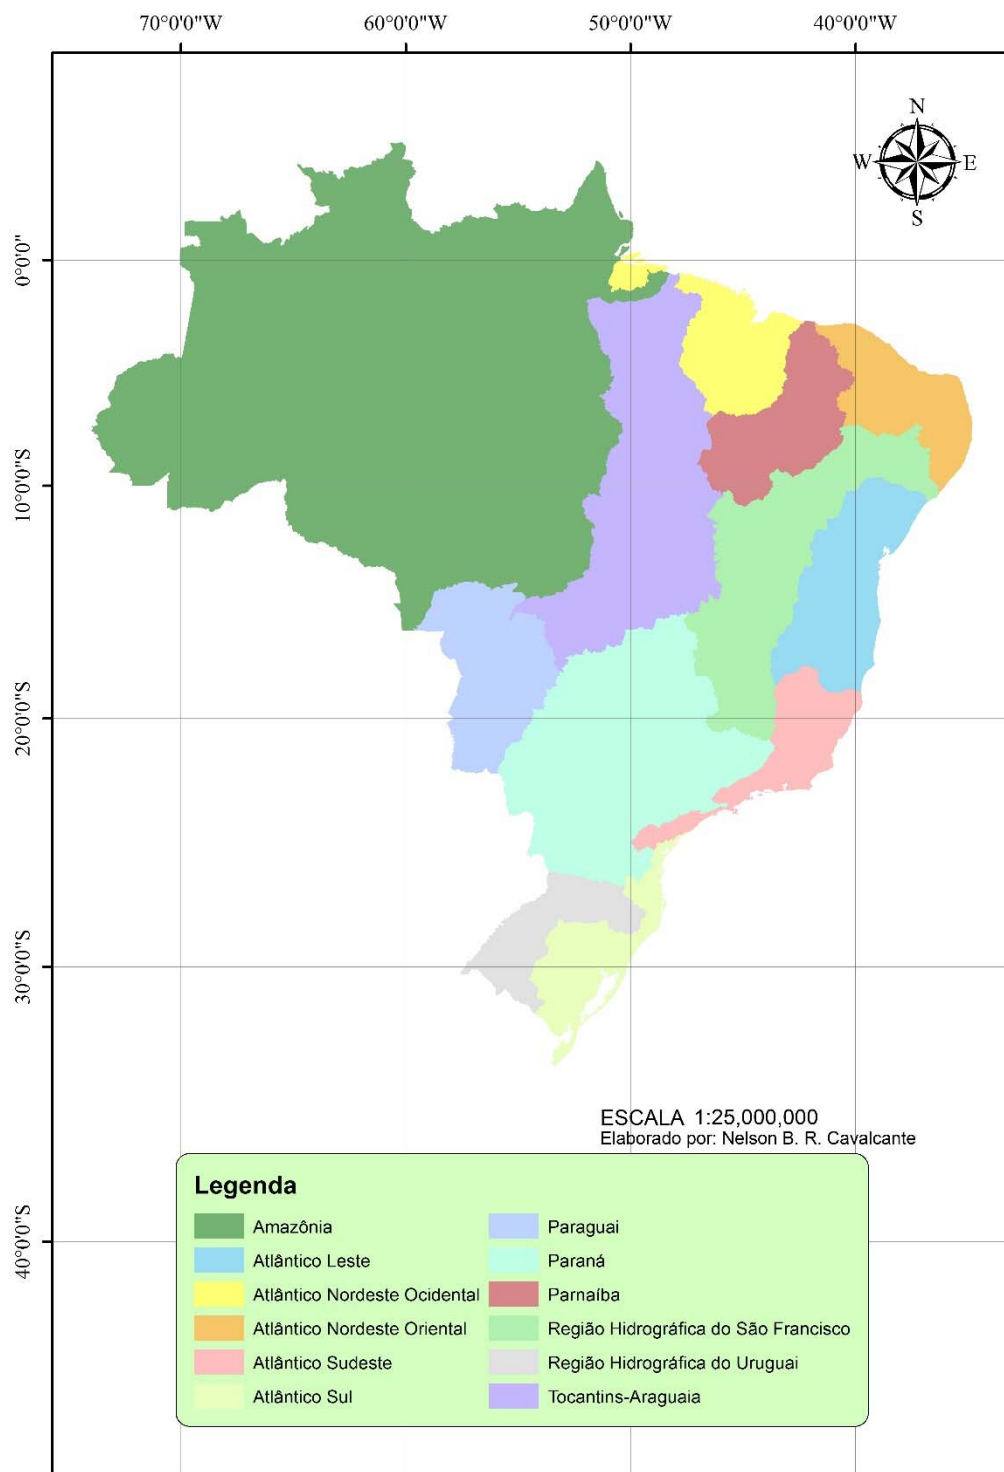 70°0'0"W 60°0'0"W 50°0'0"W 40°0'0"W
N
W E
S
0°0'0"
10°0'0"S
20°0'0"S
30°0'0"S
40°0'0"S
ESCALA 1:25,000,000
Elaborado por: Nelson B. R. Cavalcante
Legenda
Amazônia
Atlântico Leste
Atlântico Nordeste Ocidental
Atlântico Nordeste Oriental
Atlântico Sudeste
Atlântico Sul
Paraguai
Paraná
Parnaíba
Região Hidrográfica do São Francisco
Região Hidrográfica do Uruguai
Tocantins-Araguaia